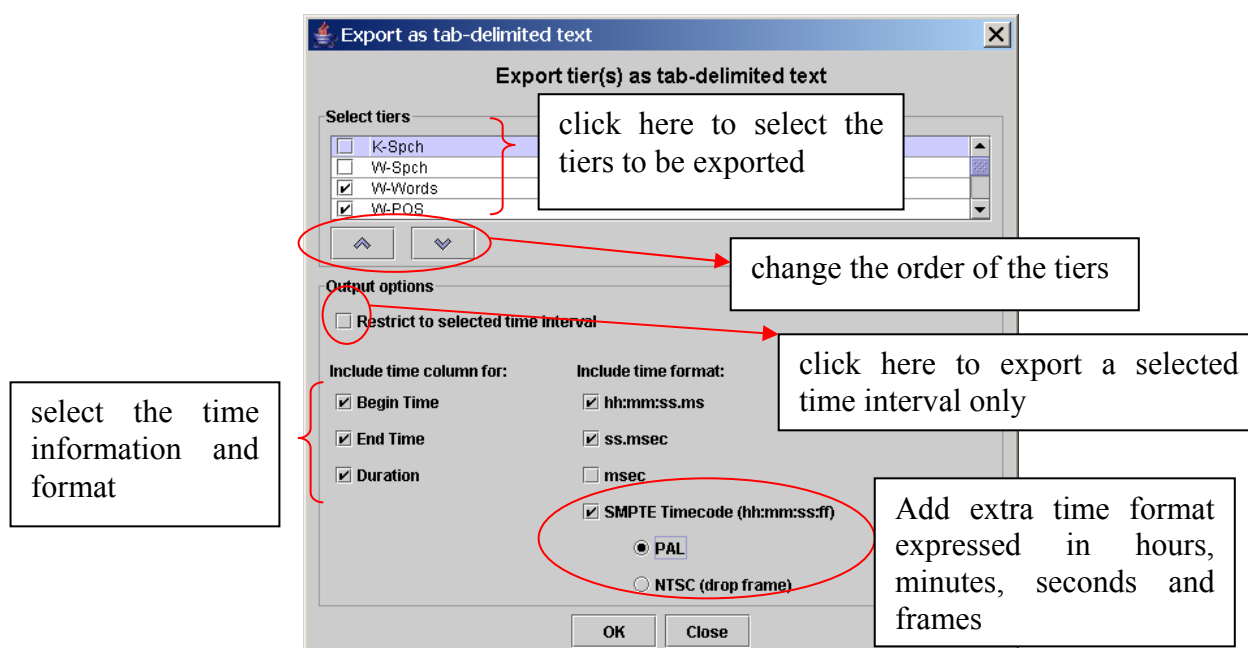 Export as tab-delimited text
Export tier(s) as tab-delimited text
Select tiers
K-Spch
W-Spch
W-Words
W-POS
click here to select the
tiers to be exported
change the order of the tiers
Output options
Restrict to selected time interval
click here to export a selected
time interval only
Include time column for:
Begin Time
End Time
Duration
select the time
information and
format
Include time format:
hh:mm:ss.ms
ss.msec
msec
SMPTE Timecode (hh:mm:ss:ff)
PAL
NTSC (drop frame)
Add extra time format
expressed in hours,
minutes, seconds and
frames
OK Close